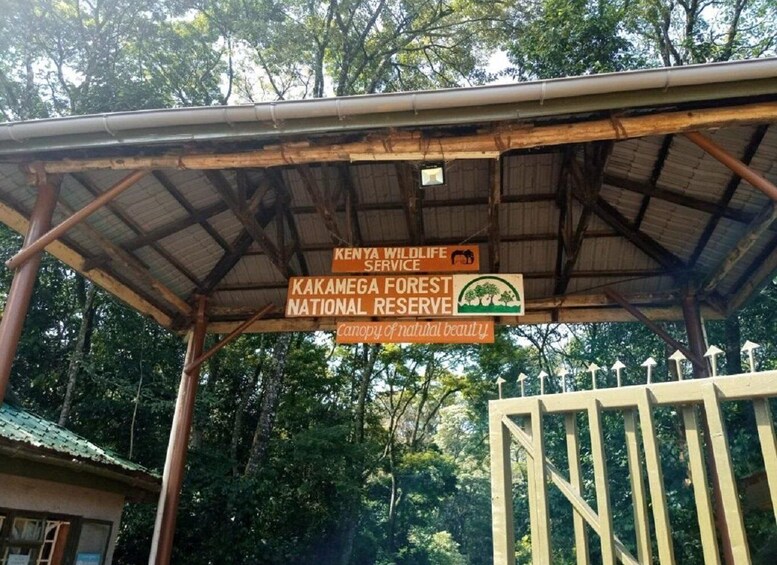 KENYA WILDLIFE
SERVICE
KAKAMEGA FOREST
NATIONAL RESERVE
canopy of natural beauty